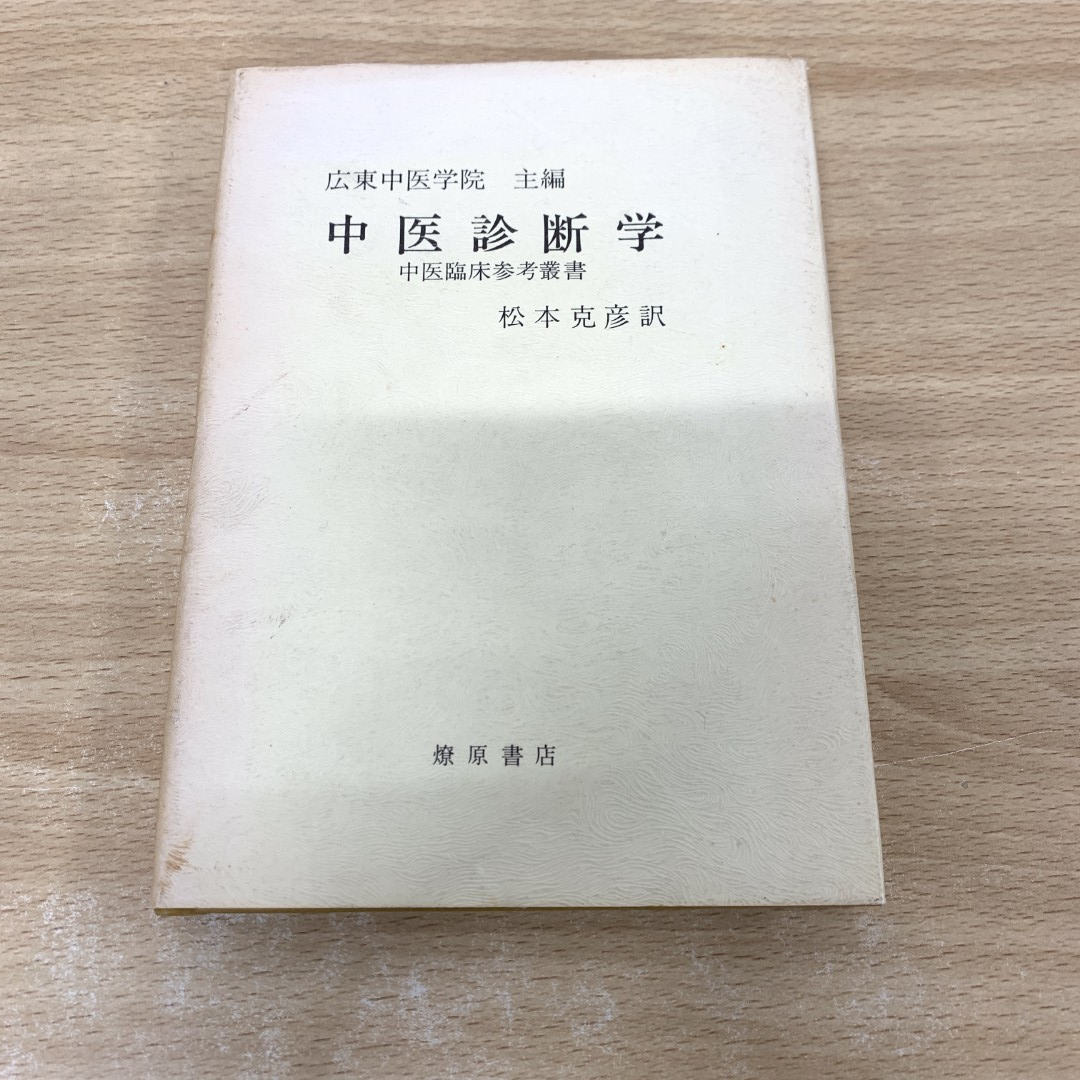 広東中医学院 主編
中医診断学
中医臨床参考叢書
松本克彦訳
燎原書店